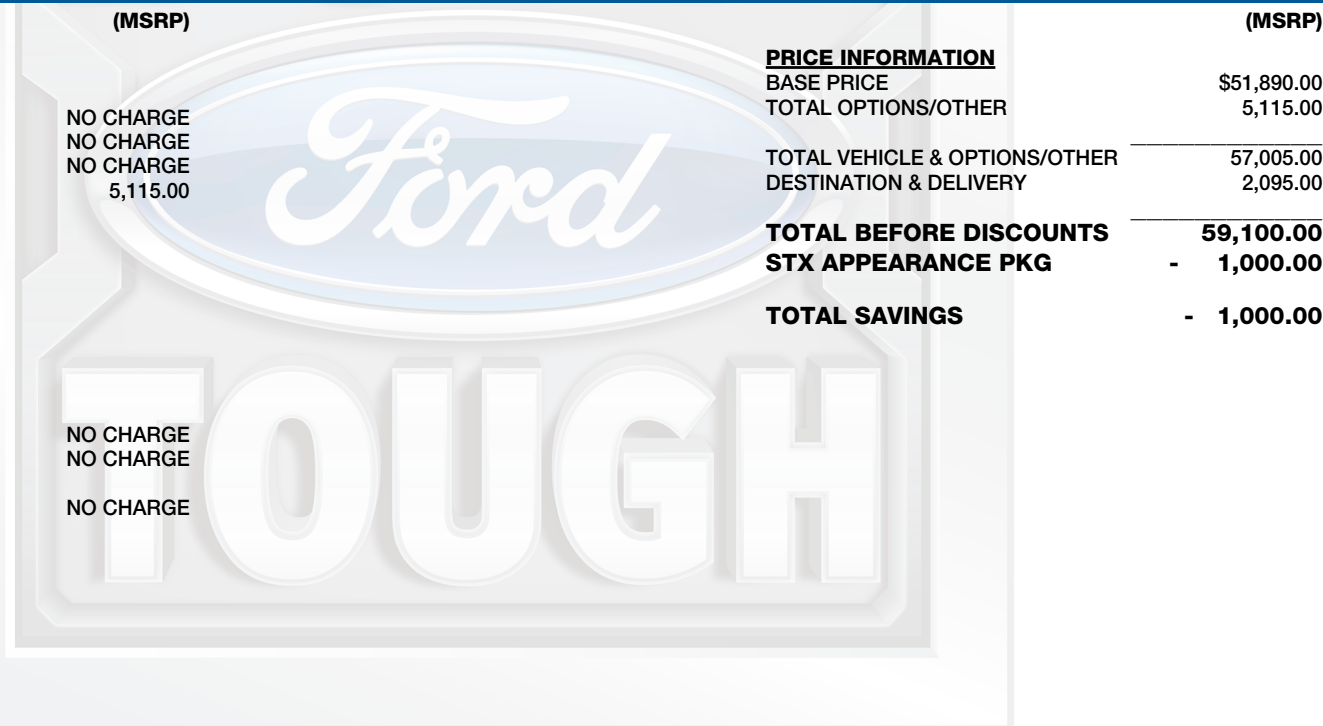 (MSRP)
NO CHARGE
NO CHARGE
NO CHARGE
5,115.00
NO CHARGE
NO CHARGE
NO CHARGE
(MSRP)
PRICE INFORMATION
BASE PRICE $51,890.00
TOTAL OPTIONS/OTHER 5,115.00
TOTAL VEHICLE & OPTIONS/OTHER 57,005.00
DESTINATION & DELIVERY 2,095.00
TOTAL BEFORE DISCOUNTS 59,100.00
STX APPEARANCE PKG - 1,000.00
TOTAL SAVINGS - 1,000.00
Ford
TOUGH